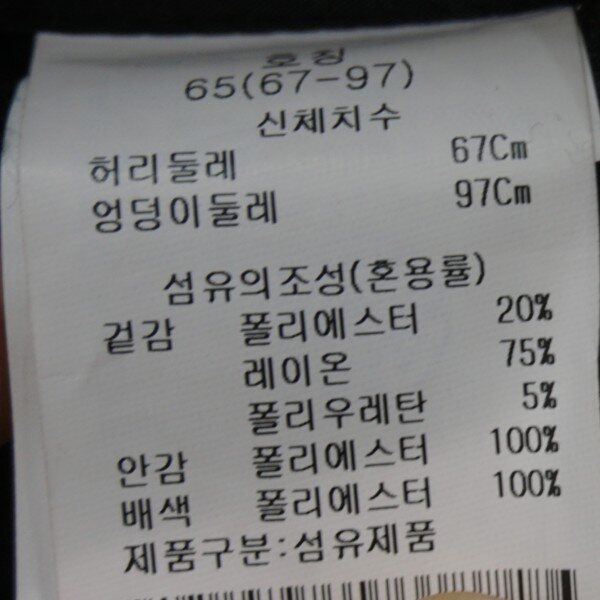 호칭
65(67-97)
신체치수
허리둘레 67Cm
엉덩이둘레 97Cm
섬유의조성(혼용률)
겉감 폴리에스터 20%
레이온 75%
폴리우레탄 5%
안감 폴리에스터 100%
배색 폴리에스터 100%
제품구분:섬유제품